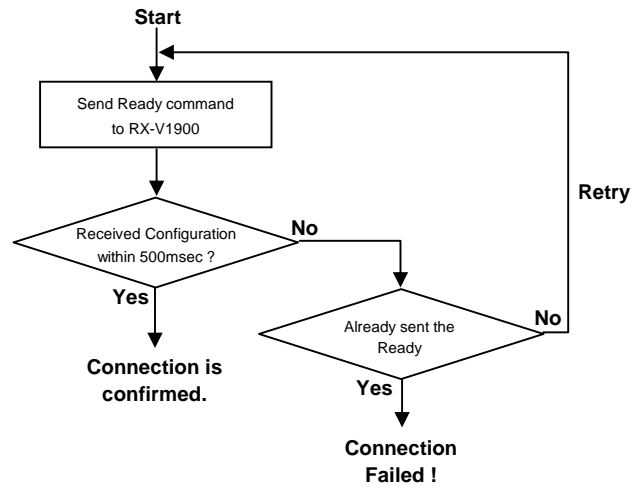 Start
Send Ready command
to RX-V1900
Retry
Received Configuration
within 500msec ?
No
Yes
Already sent the
Ready
No
Connection is
confirmed.
Yes
Connection
Failed !